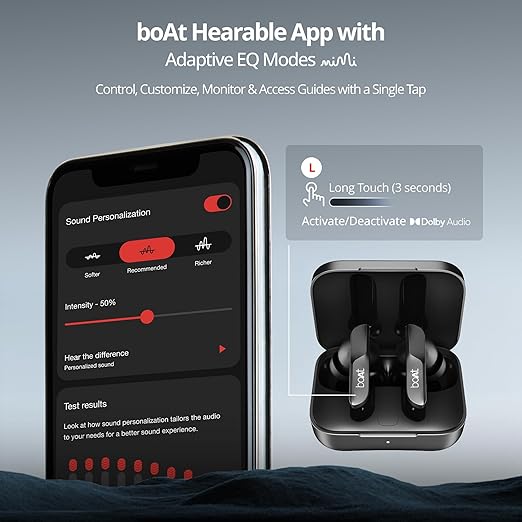 boAt Hearable App with
Adaptive EQ Modes mimi
Control, Customize, Monitor & Access Guides with a Single Tap
L
Long Touch (3 seconds)
Activate/Deactivate Dolby Audio
Sound Personalization
Softer
Recommended
Richer
Intensity - 50%
Hear the difference
Personalized sound
Test results
Look at how sound personalization tailors the audio
to your needs for a better sound experience.
boAt
boAt